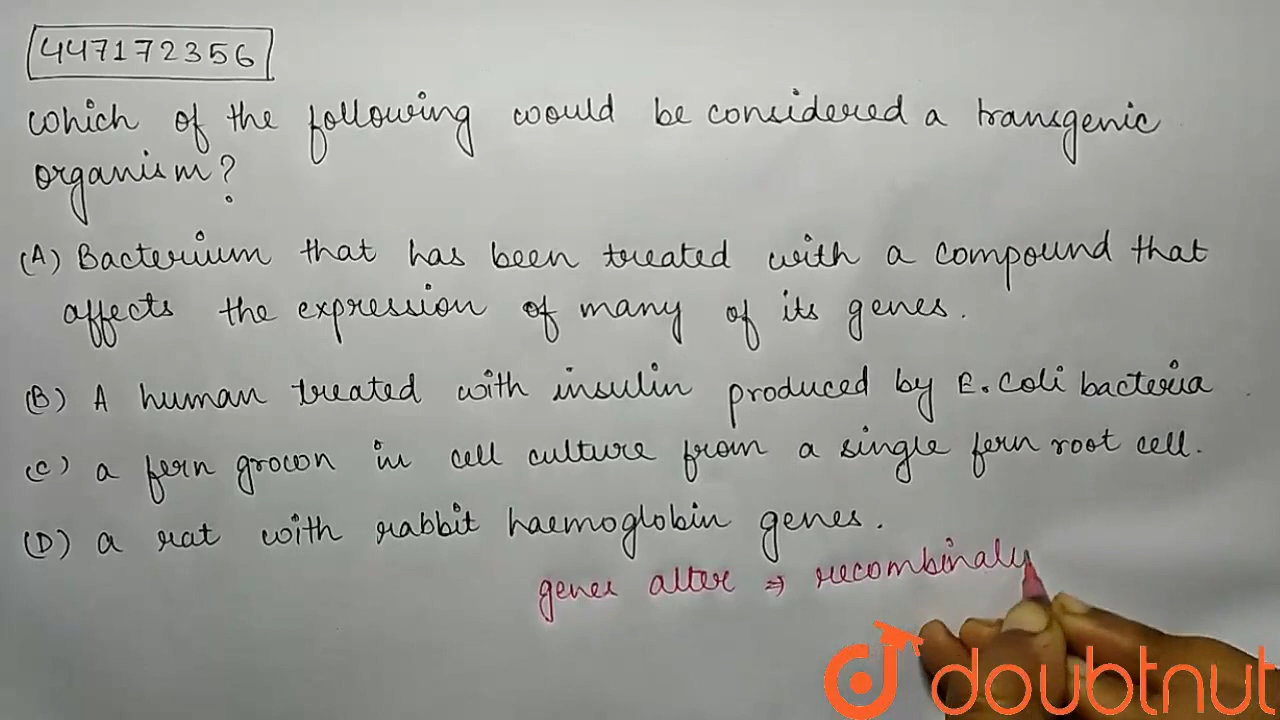 447172356
Which of the following would be considered a transgenic
organism?
(A) Bacterium that has been treated with a compound that
affects the expression of many of its genes.
(B) A human treated with insulin produced by E. Coli bacteria
(C) a fern grown in cell culture from a single fern root cell.
(D) a rat with rabbit haemoglobin genes.
genes alter ⇒ recombinaly
doubtnut